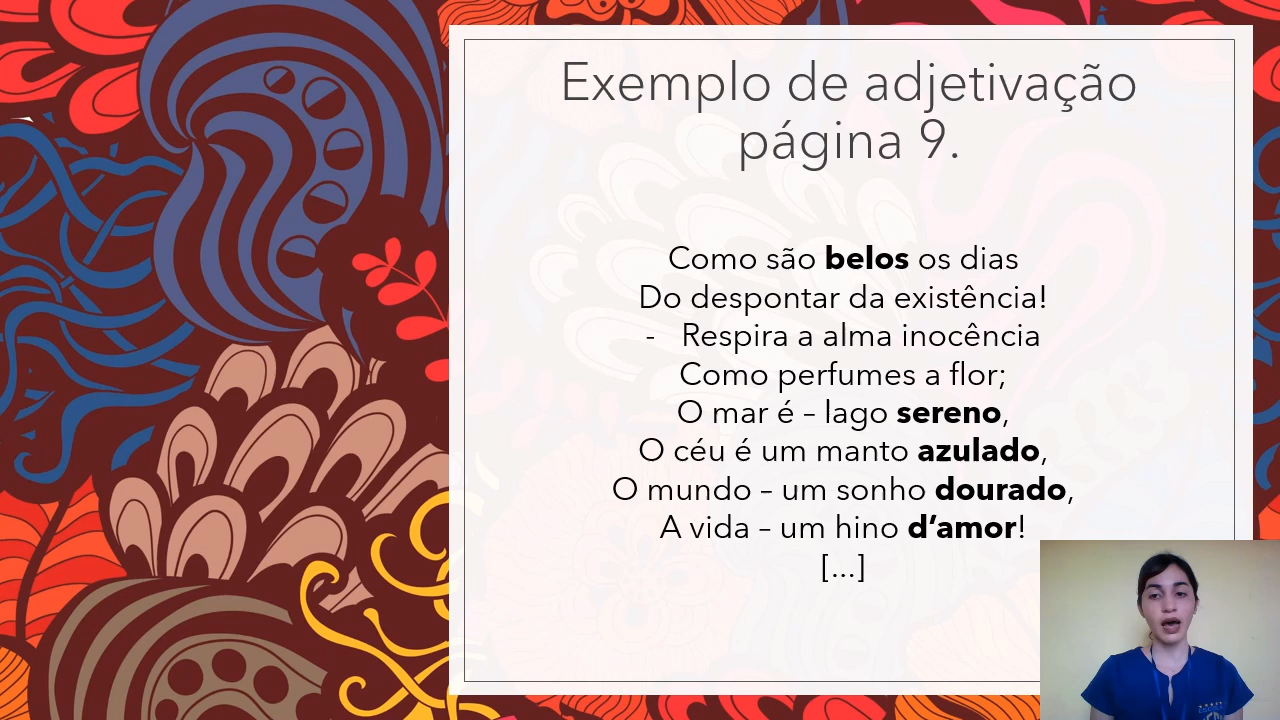 Exemplo de adjetivação
página 9.
Como são belos os dias
Do despontar da existência!
- Respira a alma inocência
Como perfumes a flor;
O mar é – lago sereno,
O céu é um manto azulado,
O mundo – um sonho dourado,
A vida – um hino d’amor!
[...]